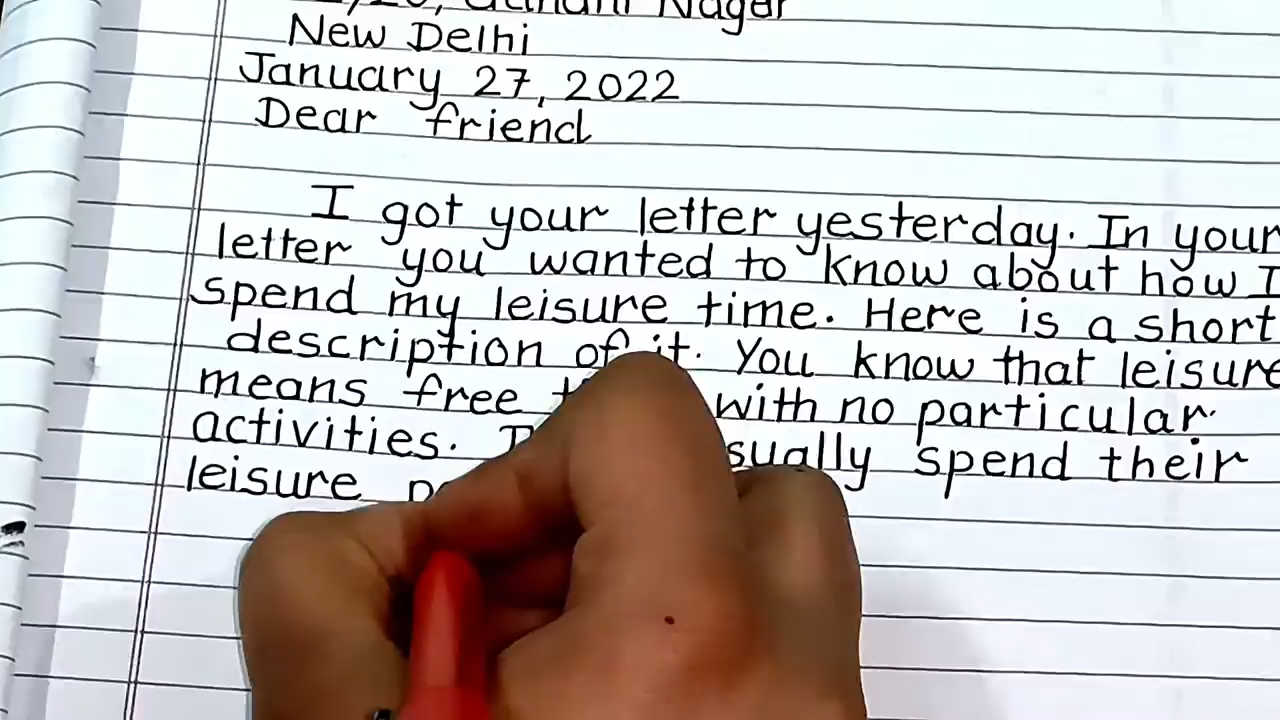 Nagar
New Delhi
January 27, 2022
Dear friend
I got your letter yesterday. In your
letter you wanted to know about how I
spend my leisure time. Here is a short
description of it. You know that leisure
means free with no particular
activities. spend their
leisure